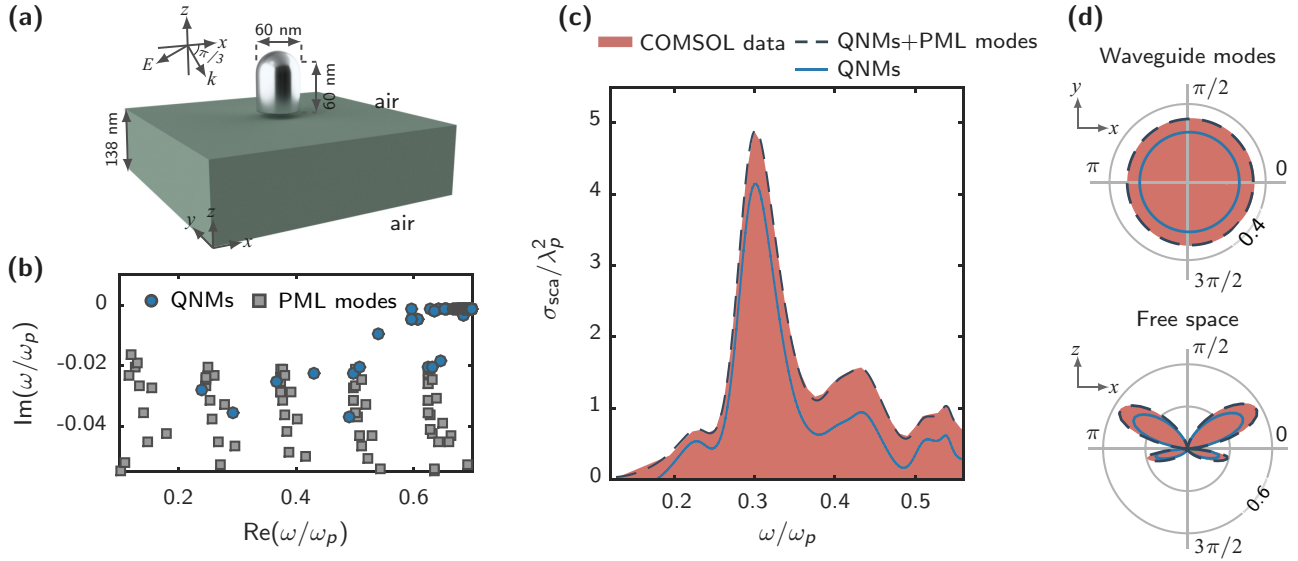 (a)
z
x
π/3
E
k
60 nm
60 nm
air
138 nm
y
z
x
air
(b)
QNMs
PML modes
0
-0.02
-0.04
Im(ω/ωp)
0.2
0.4
0.6
Re(ω/ωp)
(c)
COMSOL data
QNMs+PML modes
QNMs
5
4
3
2
1
0
σsca/λp²
0.2
0.3
0.4
0.5
ω/ωp
(d)
Waveguide modes
y
x
π/2
π
0
0.4
3π/2
Free space
z
x
π/2
π
0
0.6
3π/2